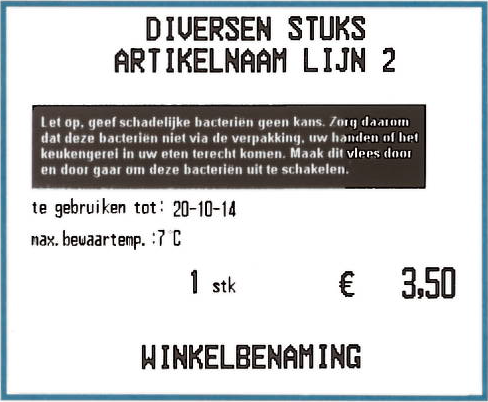 DIVERSEN STUKS
ARTIKELNAAM LIJN 2
Let op, geef schadelijke bacteriën geen kans. Zorg daarom
dat deze bacteriën niet via de verpakking, uw handen of het
keukengerei in uw eten terecht komen. Maak dit vlees door
en door gaar om deze bacteriën uit te schakelen.
te gebruiken tot: 20-10-14
max.bewaartemp. :7°C
1 stk € 3,50
WINKELBENAMING